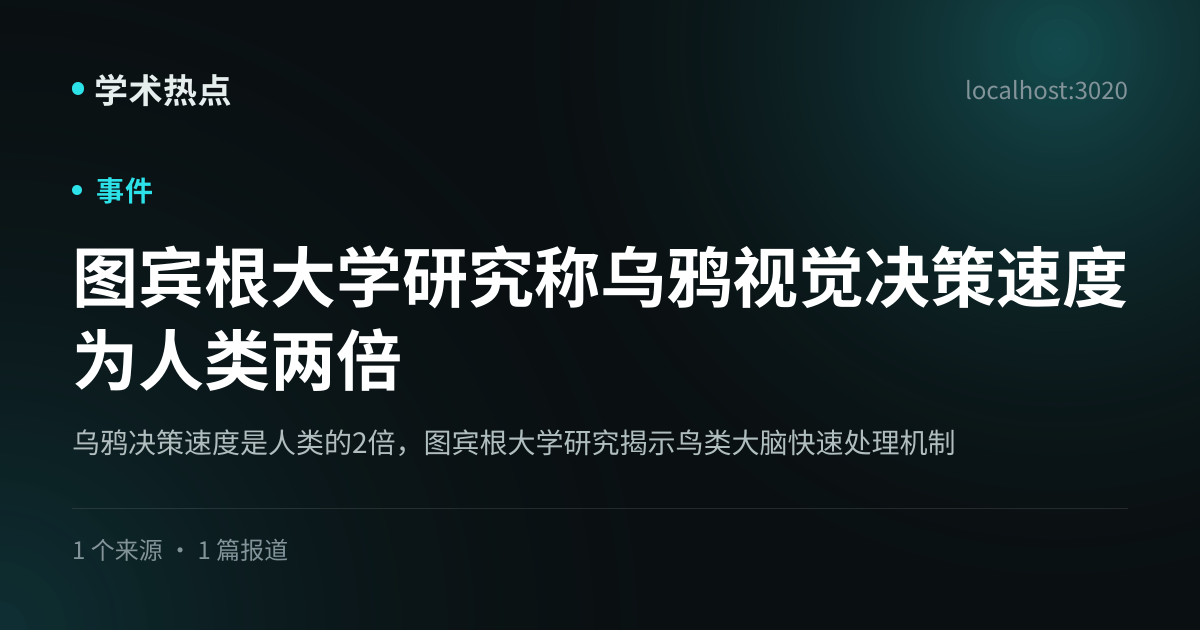 学术热点
localhost:3020
事件
图宾根大学研究称乌鸦视觉决策速度
为人类两倍
乌鸦决策速度是人类的2倍，图宾根大学研究揭示鸟类大脑快速处理机制
1 个来源 · 1 篇报道